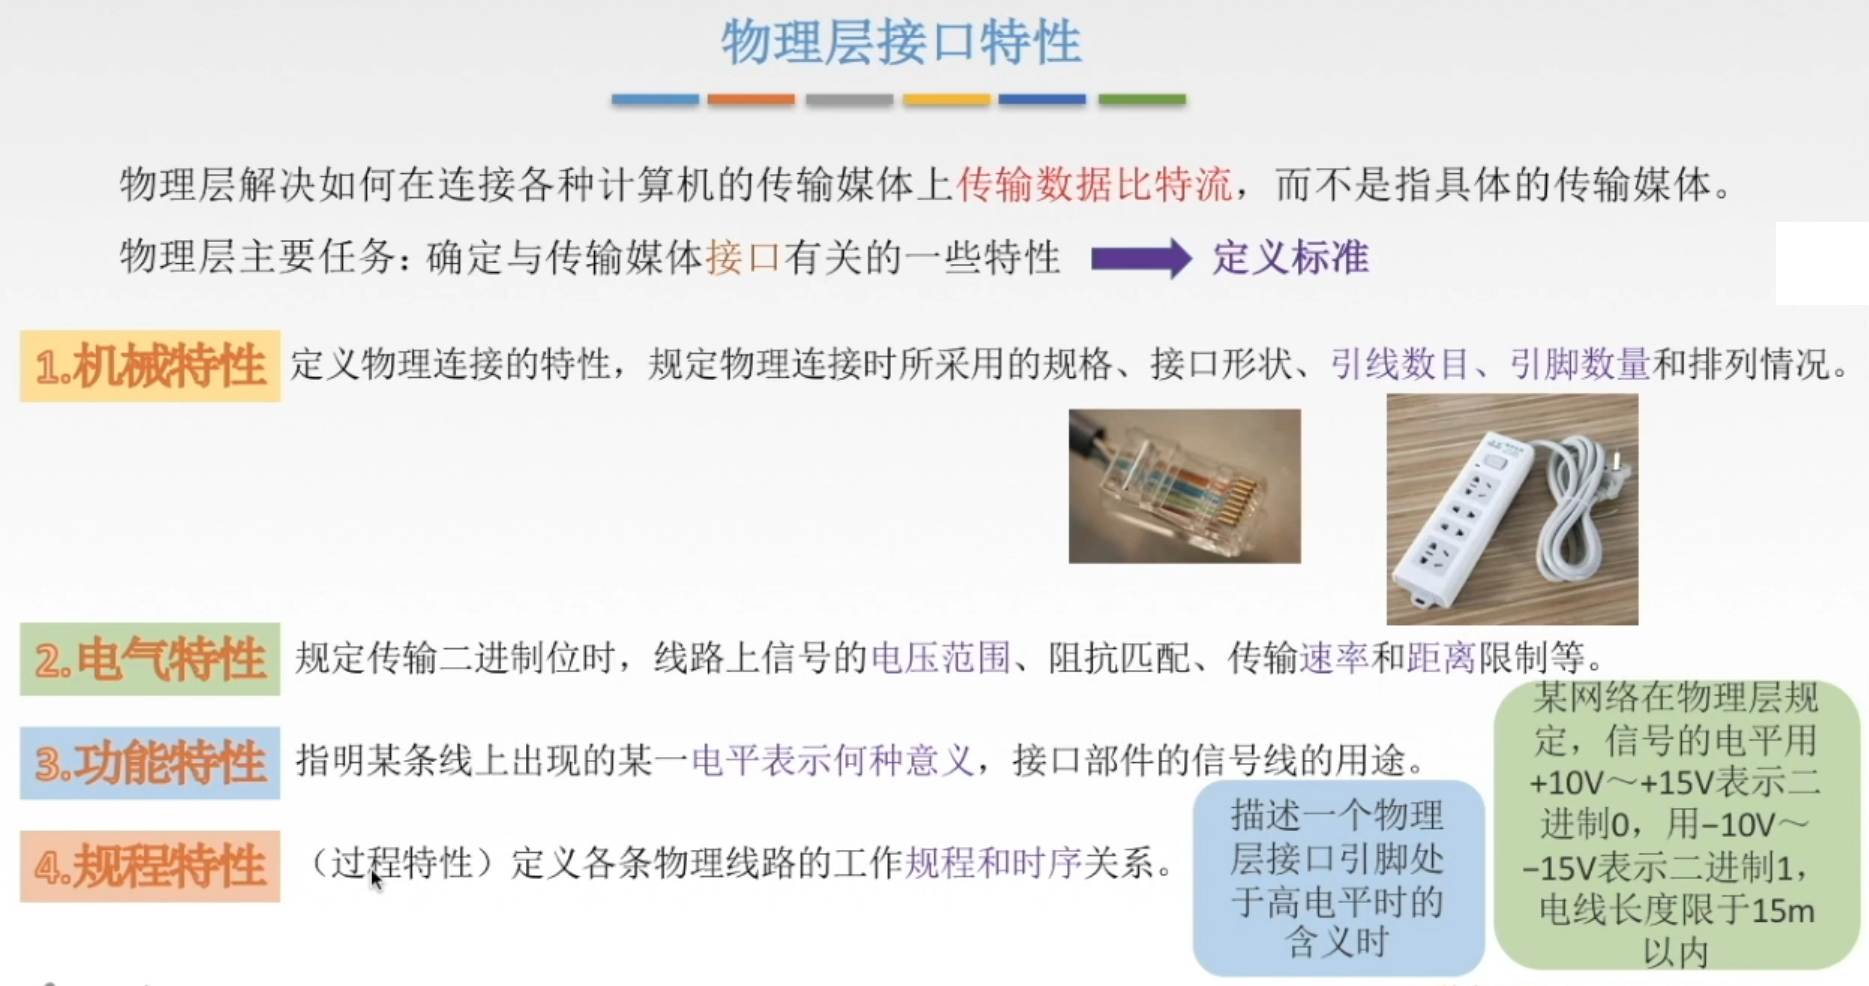 物理层接口特性
物理层解决如何在连接各种计算机的传输媒体上传输数据比特流，而不是指具体的传输媒体。
物理层主要任务：确定与传输媒体接口有关的一些特性 定义标准
1.机械特性 定义物理连接的特性，规定物理连接时所采用的规格、接口形状、引线数目、引脚数量和排列情况。
2.电气特性 规定传输二进制位时，线路上信号的电压范围、阻抗匹配、传输速率和距离限制等。
3.功能特性 指明某条线上出现的某一电平表示何种意义，接口部件的信号线的用途。
4.规程特性 （过程特性）定义各条物理线路的工作规程和时序关系。
描述一个物理
层接口引脚处
于高电平时的
含义时
某网络在物理层规
定，信号的电平用
+10V～+15V表示二
进制0，用−10V～
−15V表示二进制1，
电线长度限于15m
以内